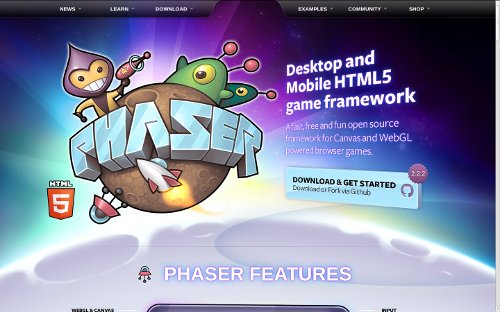 NEWS LEARN DOWNLOAD EXAMPLES COMMUNITY SHOP
PHASER
Desktop and
Mobile HTML5
game framework
A fast, free and fun open source
framework for Canvas and WebGL
powered browser games.
DOWNLOAD & GET STARTED
Download or Fork via Github
2.2.2
HTML
5
PHASER FEATURES
WEBGL & CANVAS INPUT